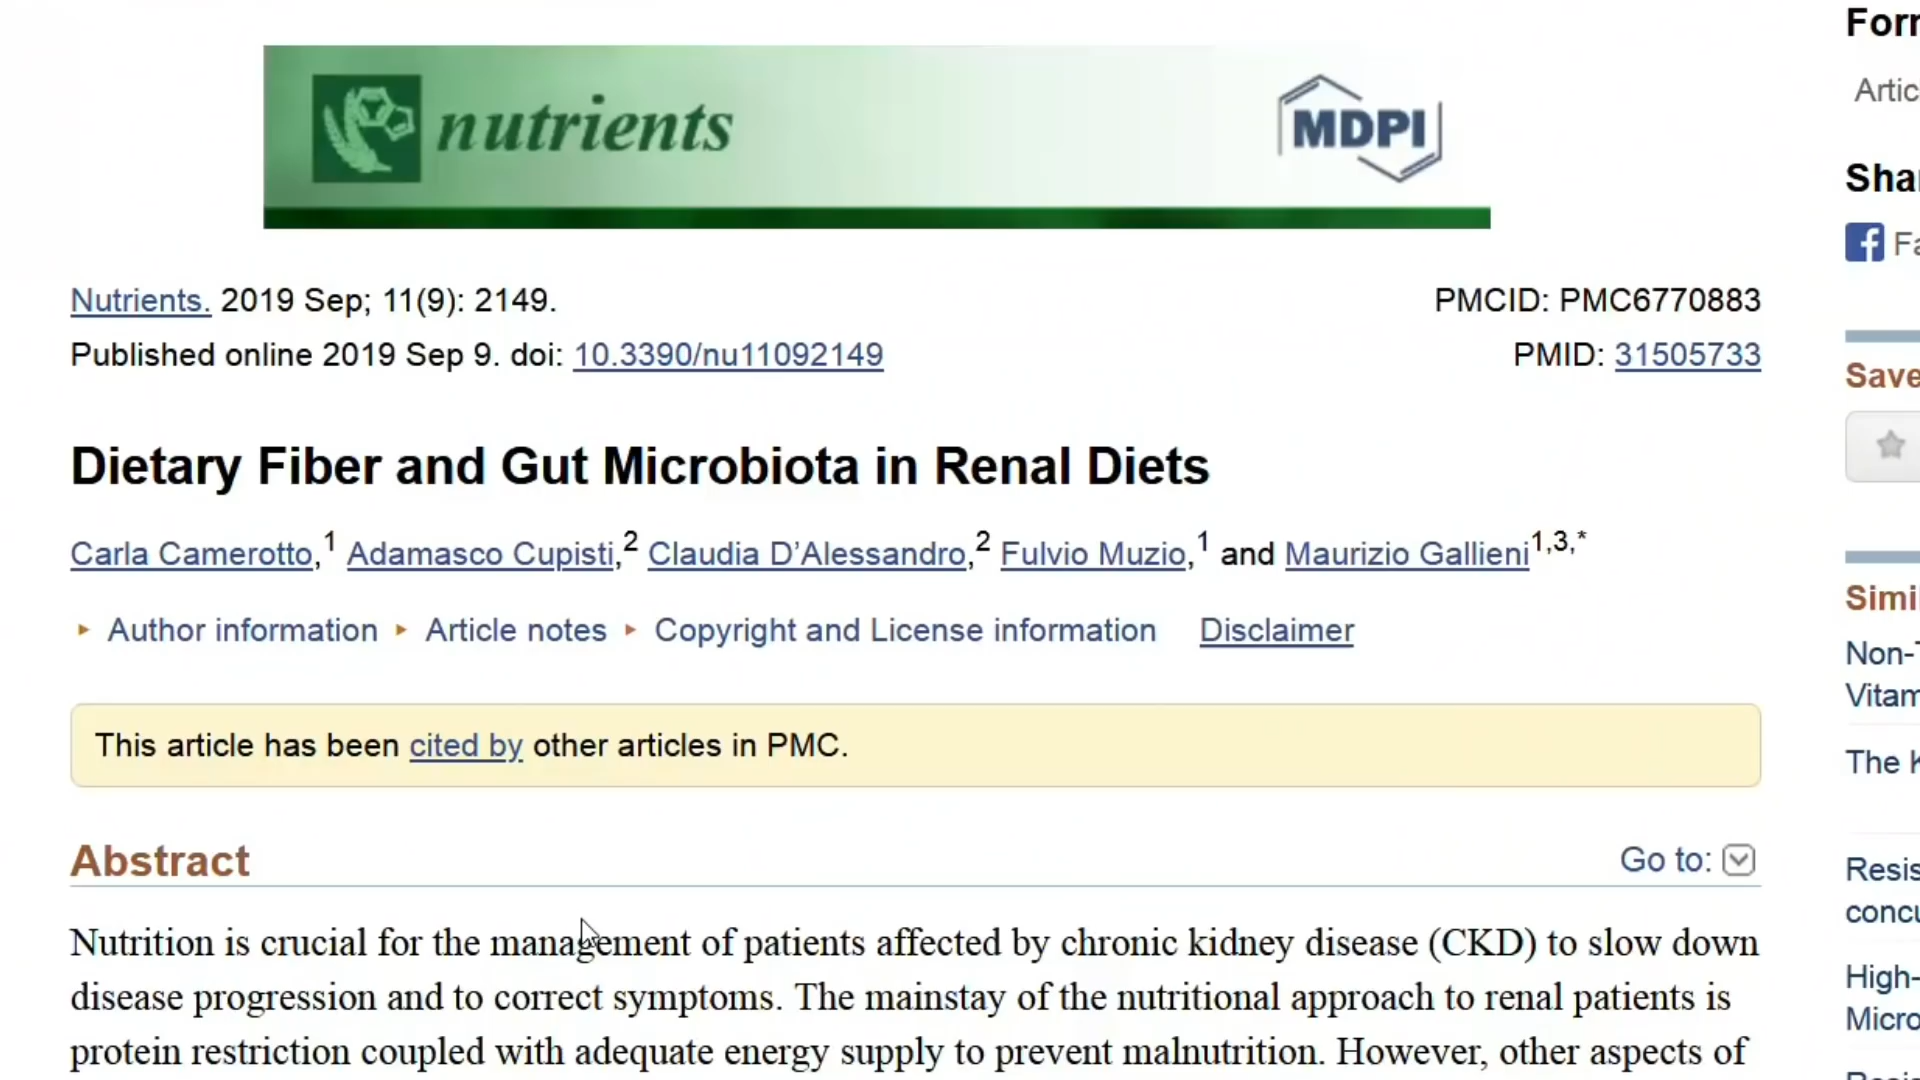 nutrients
MDPI
Nutrients. 2019 Sep; 11(9): 2149.
Published online 2019 Sep 9. doi: 10.3390/nu11092149
PMCID: PMC6770883
PMID: 31505733
Dietary Fiber and Gut Microbiota in Renal Diets
Carla Camerotto,1 Adamasco Cupisti,2 Claudia D’Alessandro,2 Fulvio Muzio,1 and Maurizio Gallieni1,3,*
Author information Article notes Copyright and License information Disclaimer
This article has been cited by other articles in PMC.
Abstract
Go to:
Nutrition is crucial for the management of patients affected by chronic kidney disease (CKD) to slow down
disease progression and to correct symptoms. The mainstay of the nutritional approach to renal patients is
protein restriction coupled with adequate energy supply to prevent malnutrition. However, other aspects of
Save
Non-
The
High-